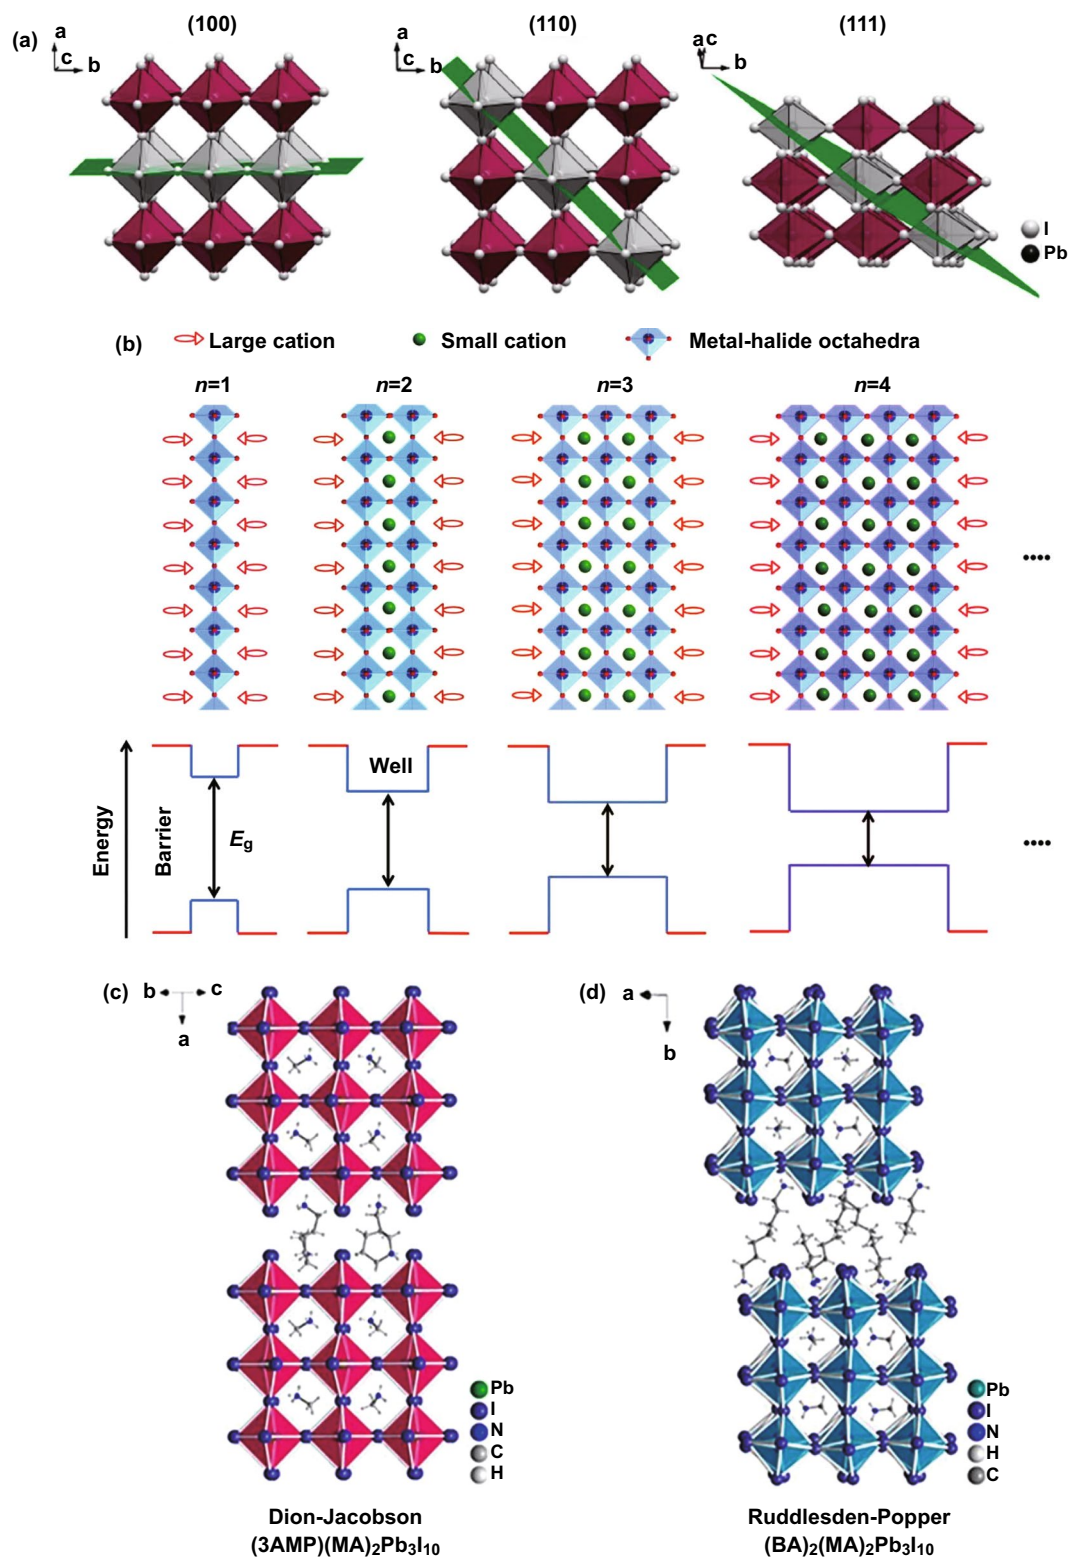 (a)
(100)
(110)
(111)
a
c
b
a
c
b
a c
b
I
Pb
(b)
Large cation
Small cation
Metal-halide octahedra
n=1
n=2
n=3
n=4
....
Energy
Barrier
Eg
Well
....
(c)
b
c
a
(d)
a
b
Pb
I
N
C
H
Pb
I
N
H
C
Dion-Jacobson
(3AMP)(MA)₂Pb₃I₁₀
Ruddlesden-Popper
(BA)₂(MA)₂Pb₃I₁₀